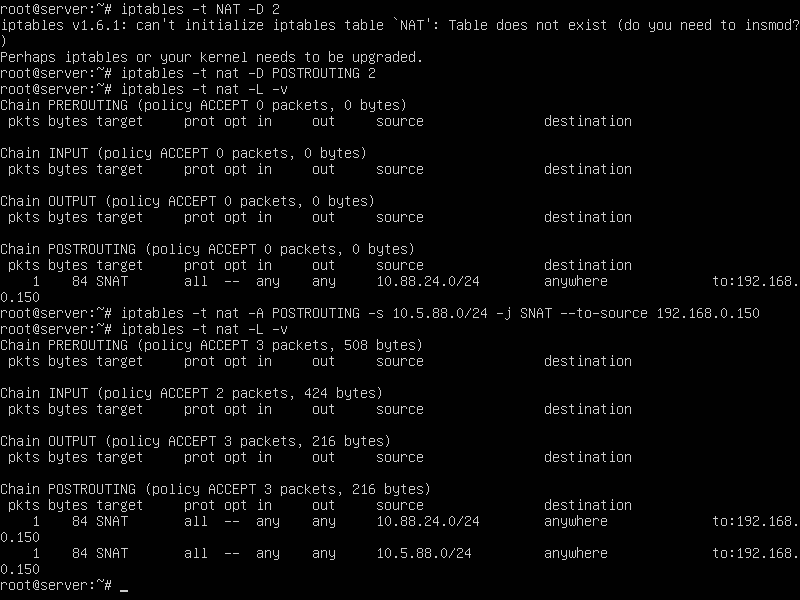 root@server:~# iptables -t NAT -D 2
iptables v1.6.1: can't initialize iptables table `NAT': Table does not exist (do you need to insmod?
)
Perhaps iptables or your kernel needs to be upgraded.
root@server:~# iptables -t nat -D POSTROUTING 2
root@server:~# iptables -t nat -L -v
Chain PREROUTING (policy ACCEPT 0 packets, 0 bytes)
 pkts bytes target     prot opt in     out     source               destination

Chain INPUT (policy ACCEPT 0 packets, 0 bytes)
 pkts bytes target     prot opt in     out     source               destination

Chain OUTPUT (policy ACCEPT 0 packets, 0 bytes)
 pkts bytes target     prot opt in     out     source               destination

Chain POSTROUTING (policy ACCEPT 0 packets, 0 bytes)
 pkts bytes target     prot opt in     out     source               destination
    1    84 SNAT       all  --  any    any     10.88.24.0/24        anywhere             to:192.168.
0.150
root@server:~# iptables -t nat -A POSTROUTING -s 10.5.88.0/24 -j SNAT --to-source 192.168.0.150
root@server:~# iptables -t nat -L -v
Chain PREROUTING (policy ACCEPT 3 packets, 508 bytes)
 pkts bytes target     prot opt in     out     source               destination

Chain INPUT (policy ACCEPT 2 packets, 424 bytes)
 pkts bytes target     prot opt in     out     source               destination

Chain OUTPUT (policy ACCEPT 3 packets, 216 bytes)
 pkts bytes target     prot opt in     out     source               destination

Chain POSTROUTING (policy ACCEPT 3 packets, 216 bytes)
 pkts bytes target     prot opt in     out     source               destination
    1    84 SNAT       all  --  any    any     10.88.24.0/24        anywhere             to:192.168.
0.150
    1    84 SNAT       all  --  any    any     10.5.88.0/24         anywhere             to:192.168.
0.150
root@server:~# _